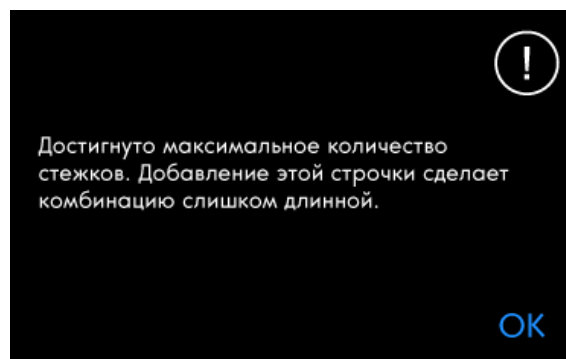 !
Достигнуто максимальное количество
стежков. Добавление этой строчки сделает
комбинацию слишком длинной.
OK